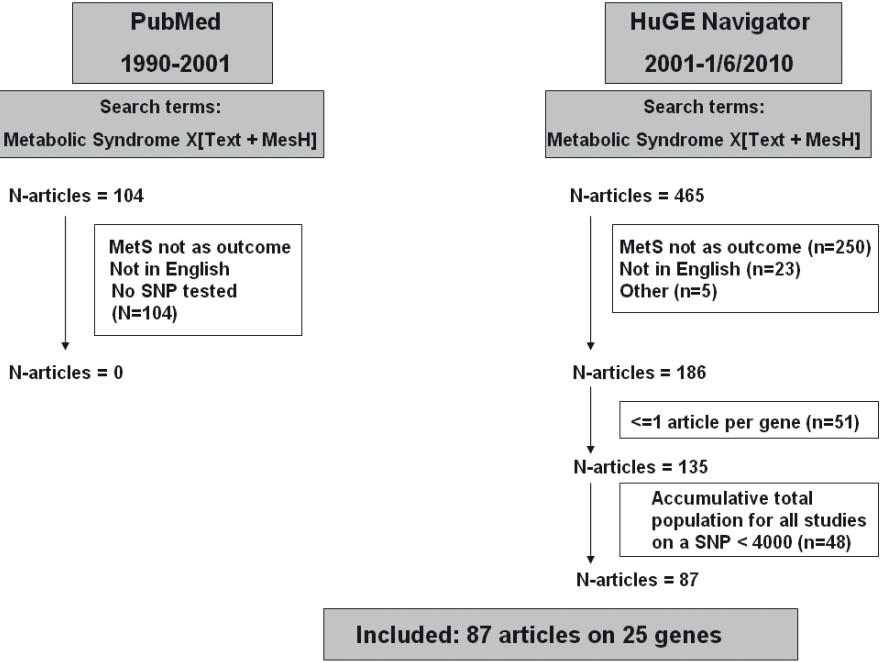 PubMed
1990-2001
Search terms:
Metabolic Syndrome X[Text + MesH]
N-articles = 104
MetS not as outcome
Not in English
No SNP tested
(N=104)
N-articles = 0
HuGE Navigator
2001-1/6/2010
Search terms:
Metabolic Syndrome X[Text + MesH]
N-articles = 465
MetS not as outcome (n=250)
Not in English (n=23)
Other (n=5)
N-articles = 186
<=1 article per gene (n=51)
N-articles = 135
Accumulative total
population for all studies
on a SNP < 4000 (n=48)
N-articles = 87
Included: 87 articles on 25 genes